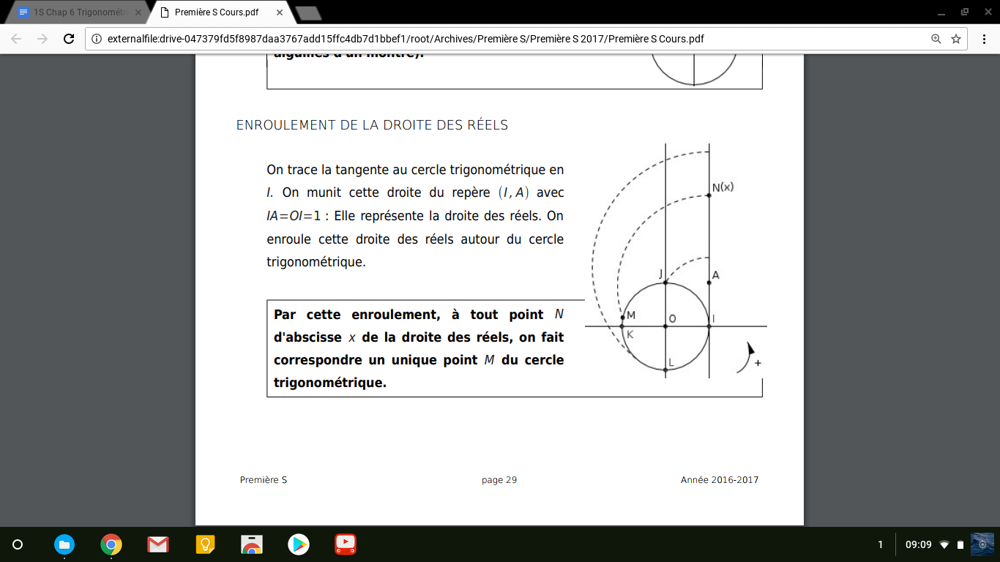 1S Chap 6 Trigonométri
Première S Cours.pdf
externalfile:drive-047379fd5f8987daa3767add15ffc4db7d1bbef1/root/Archives/Première S/Première S 2017/Première S Cours.pdf
aiguilles d'un montre).
ENROULEMENT DE LA DROITE DES RÉELS
On trace la tangente au cercle trigonométrique en
I. On munit cette droite du repère (I, A) avec
IA=OI=1 : Elle représente la droite des réels. On
enroule cette droite des réels autour du cercle
trigonométrique.
N(x)
J
A
M
O
I
K
L
+
Par cette enroulement, à tout point N
d'abscisse x de la droite des réels, on fait
correspondre un unique point M du cercle
trigonométrique.
Première S
page 29
Année 2016-2017
1
09:09